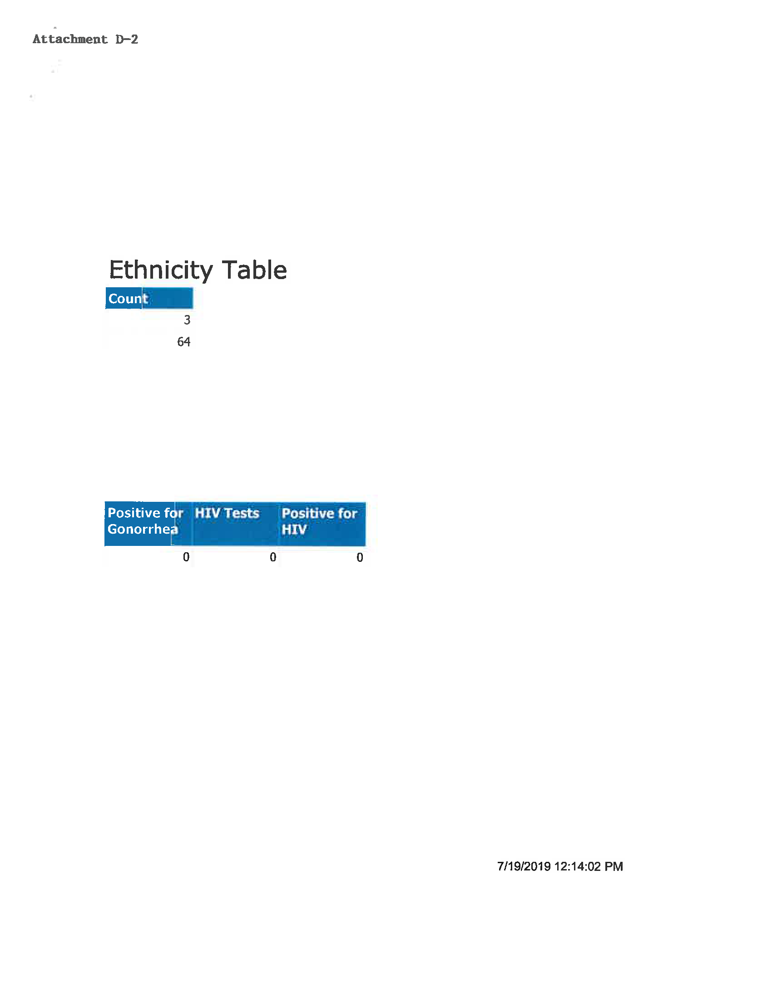 Attachment D-2
Ethnicity Table
Count
3
64
Positive for HIV Tests Positive for
Gonorrhea HIV
0 0 0
7/19/2019 12:14:02 PM